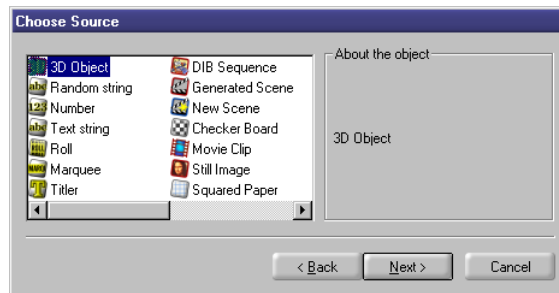 Choose Source
3D Object
Random string
Number
Text string
Roll
Marquee
Titler
DIB Sequence
Generated Scene
New Scene
Checker Board
Movie Clip
Still Image
Squared Paper
About the object
3D Object
< Back
Next >
Cancel